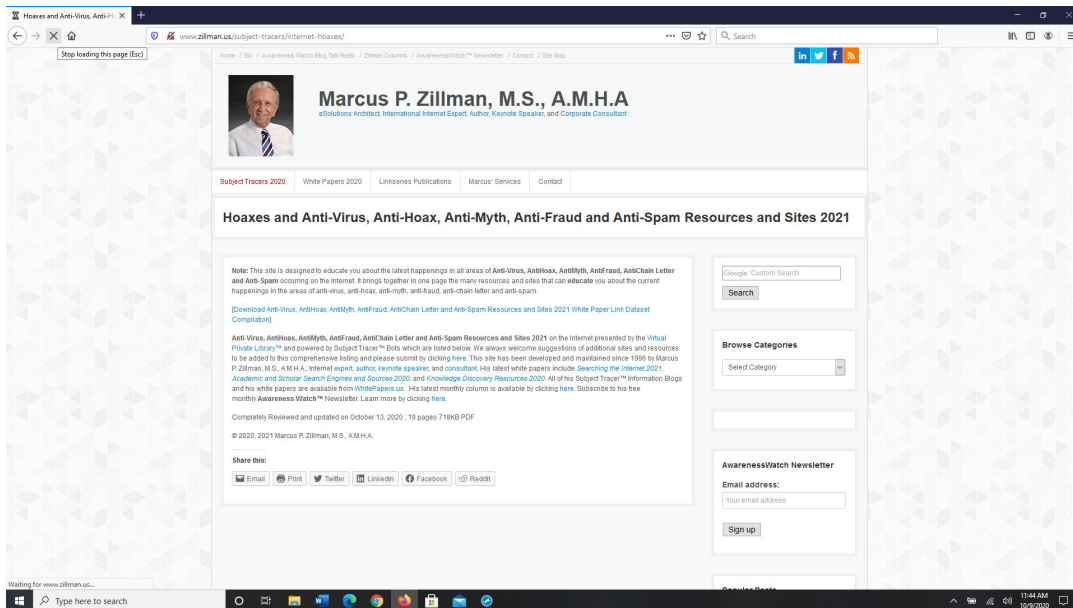 Hoaxes and Anti-Virus, Anti-H
www.zillman.us/subject-tracers/internet-hoaxes/
Search
Stop loading this page (Esc)
Home / Bio / Awareness Watch Blog Talk Radio / Zillman Columns / AwarenessWatch™ Newsletter / Contact / Site Map
Marcus P. Zillman, M.S., A.M.H.A
eSolutions Architect, International Internet Expert, Author, Keynote Speaker, and Corporate Consultant
Subject Tracers 2020 White Papers 2020 Linkseries Publications Marcus' Services Contact
Hoaxes and Anti-Virus, Anti-Hoax, Anti-Myth, Anti-Fraud and Anti-Spam Resources and Sites 2021
Note: This site is designed to educate you about the latest happenings in all areas of Anti-Virus, AntiHoax, AntiMyth, AntiFraud, AntiChain Letter
and Anti-Spam occurring on the Internet. It brings together in one page the many resources and sites that can educate you about the current
happenings in the areas of anti-virus, anti-hoax, anti-myth, anti-fraud, anti-chain letter and anti-spam.
[Download Anti-Virus, AntiHoax, AntiMyth, AntiFraud, AntiChain Letter and Anti-Spam Resources and Sites 2021 White Paper Link Dataset
Compilation]
Anti-Virus, AntiHoax, AntiMyth, AntiFraud, AntiChain Letter and Anti-Spam Resources and Sites 2021 on the Internet presented by the Virtual
Private Library™ and powered by Subject Tracer™ Bots which are listed below. We always welcome suggestions of additional sites and resources
to be added to this comprehensive listing and please submit by clicking here. This site has been developed and maintained since 1996 by Marcus
P. Zillman, M.S., A.M.H.A.; Internet expert, author, keynote speaker, and consultant. His latest white papers include Searching the Internet 2021,
Academic and Scholar Search Engines and Sources 2020, and Knowledge Discovery Resources 2020. All of his Subject Tracer™ Information Blogs
and his white papers are available from WhitePapers.us. His latest monthly column is available by clicking here. Subscribe to his free
monthly Awareness Watch™ Newsletter. Learn more by clicking here.
Completely Reviewed and updated on October 13, 2020 ; 19 pages 718KB PDF
© 2020, 2021 Marcus P. Zillman, M.S., A.M.H.A.
Share this:
Email Print Twitter LinkedIn Facebook Reddit
Google Custom Search
Search
Browse Categories
Select Category
AwarenessWatch Newsletter
Email address:
Your email address
Sign up
Popular Posts
Waiting for www.zillman.us...
Type here to search
11:44 AM
10/9/2020